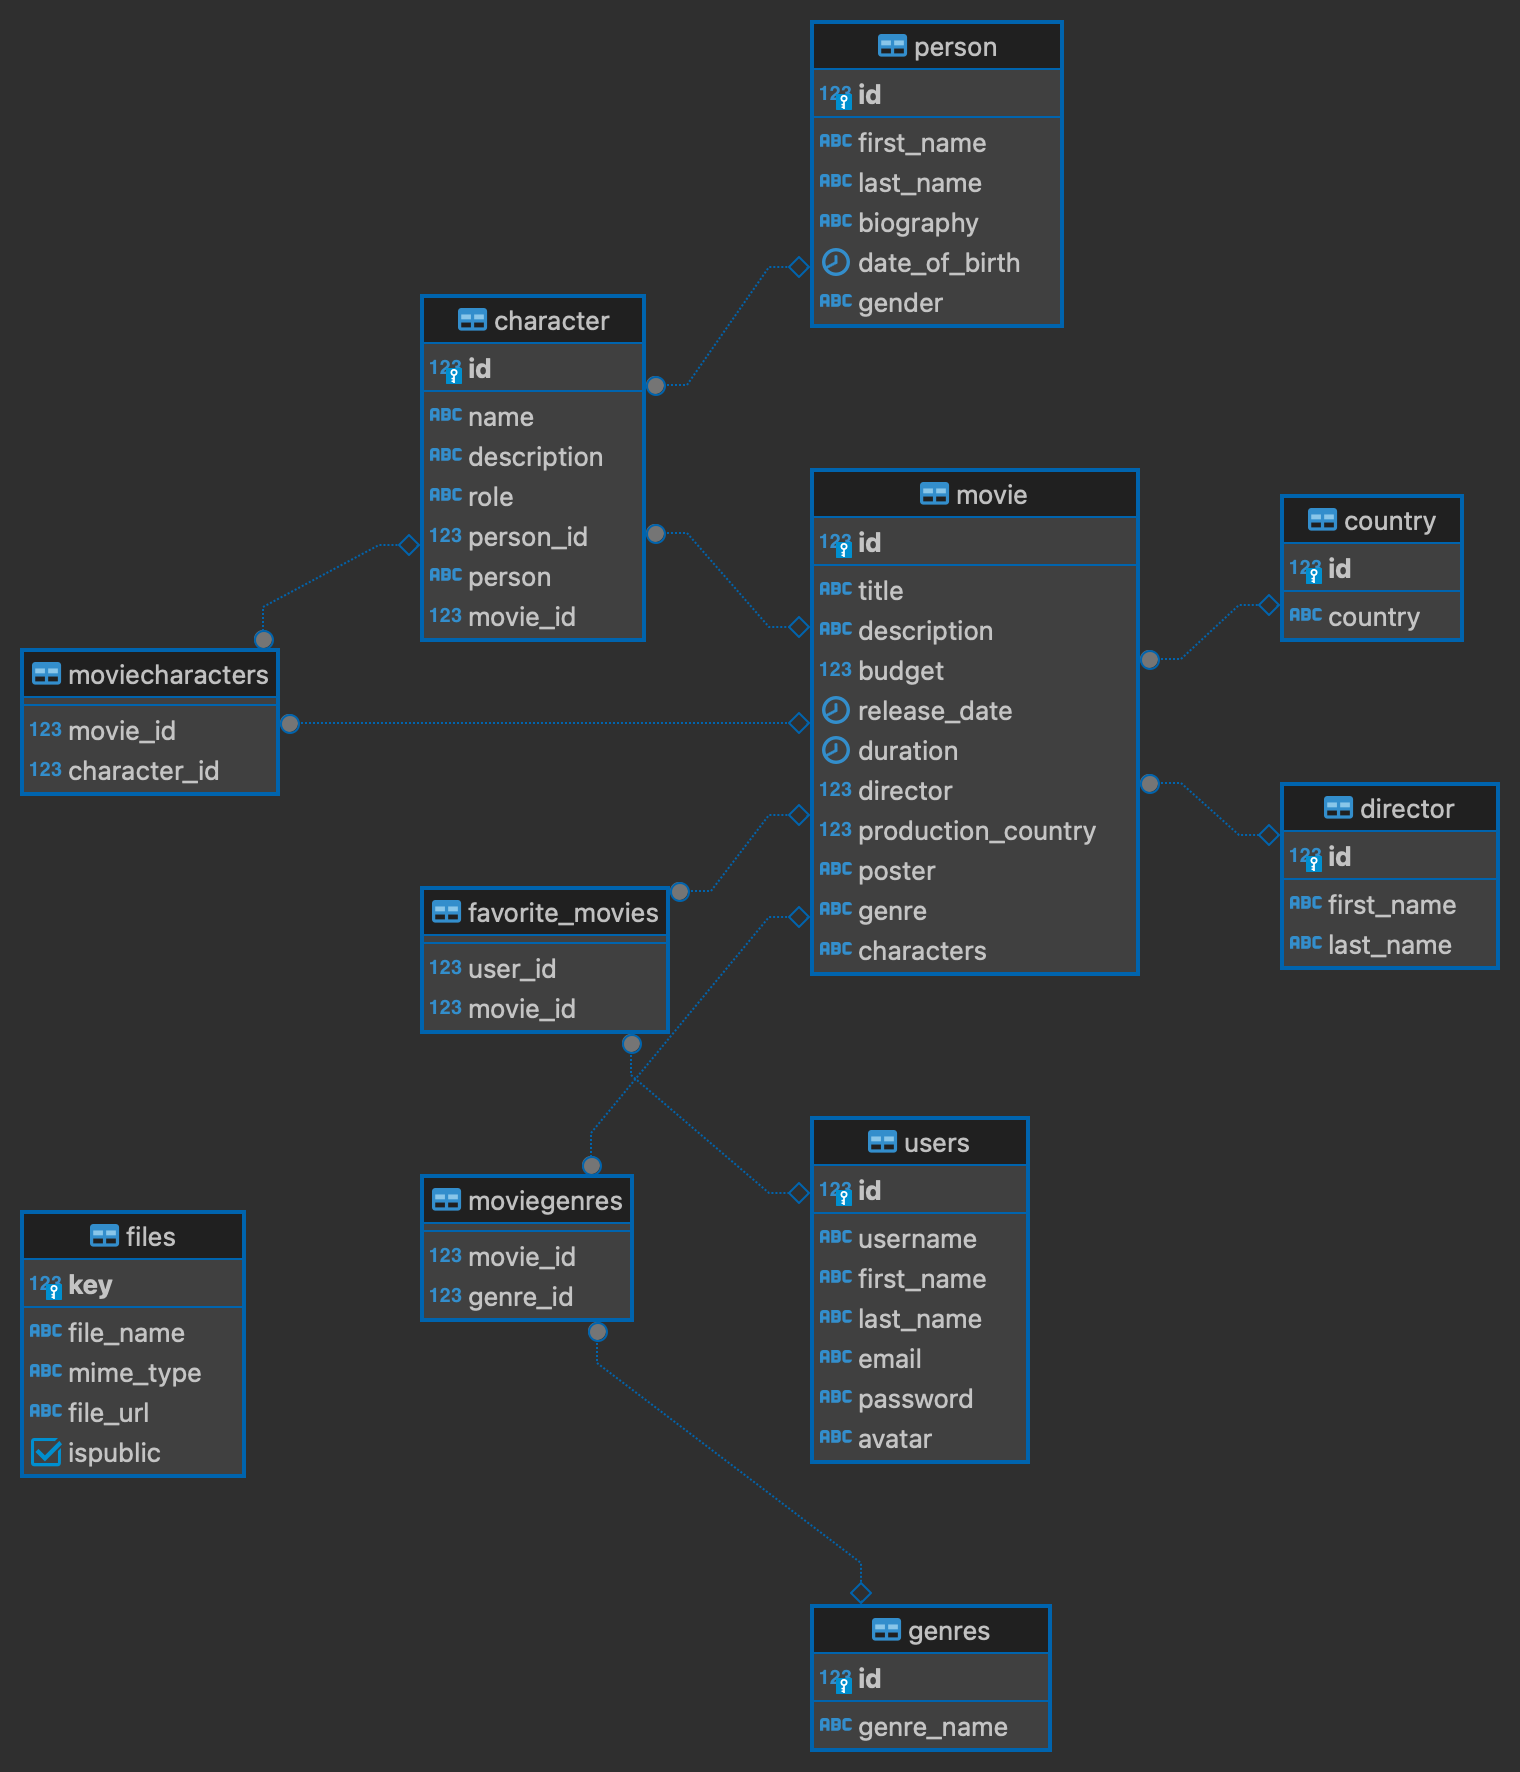 person
123 id
ABC first_name
ABC last_name
ABC biography
date_of_birth
ABC gender
character
123 id
ABC name
ABC description
ABC role
123 person_id
ABC person
123 movie_id
movie
123 id
ABC title
ABC description
123 budget
release_date
duration
123 director
123 production_country
ABC poster
ABC genre
ABC characters
country
123 id
ABC country
moviecharacters
123 movie_id
123 character_id
director
123 id
ABC first_name
ABC last_name
favorite_movies
123 user_id
123 movie_id
users
123 id
ABC username
ABC first_name
ABC last_name
ABC email
ABC password
ABC avatar
moviegenres
123 movie_id
123 genre_id
files
123 key
ABC file_name
ABC mime_type
ABC file_url
ispublic
genres
123 id
ABC genre_name